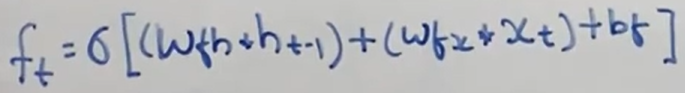 f_t = σ[(W_fh * h_t-1) + (W_fx * x_t) + b_f]